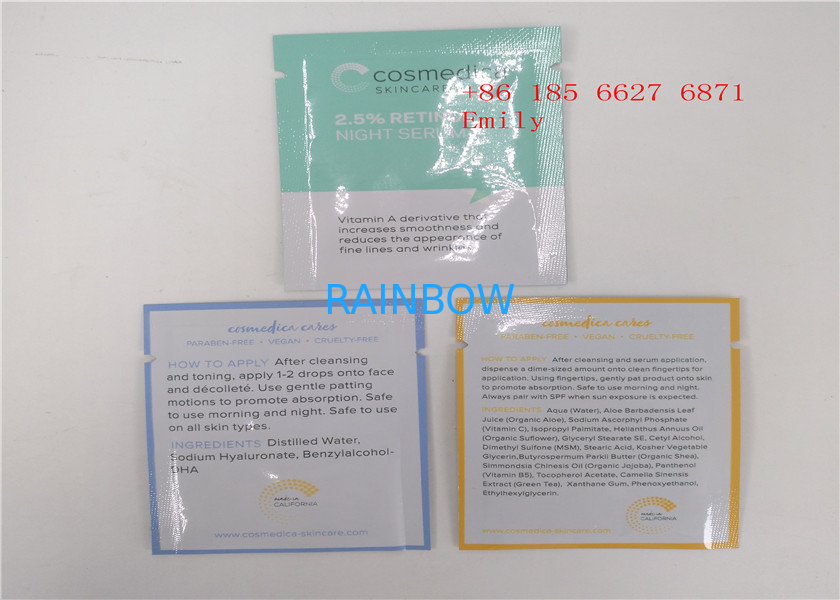 cosmedica
SKINCARE
+86 185 6627 6871
Emily
2.5% RETIN
NIGHT SERUM
Vitamin A derivative that
increases smoothness and
reduces the appearance of
fine lines and wrinkles
RAINBOW
cosmedica cares
PARABEN-FREE • VEGAN • CRUELTY-FREE
HOW TO APPLY After cleansing
and toning, apply 1-2 drops onto face
and décolleté. Use gentle patting
motions to promote absorption. Safe
to use morning and night. Safe to use
on all skin types.
INGREDIENTS Distilled Water,
Sodium Hyaluronate, Benzylalcohol-
DHA
made in
CALIFORNIA
www.cosmedica-skincare.com
cosmedica cares
PARABEN-FREE • VEGAN • CRUELTY-FREE
HOW TO APPLY After cleansing and serum application,
dispense a dime-sized amount onto clean fingertips for
application. Using fingertips, gently pat product onto skin
to promote absorption. Safe to use morning and night.
Always pair with SPF when sun exposure is expected.
INGREDIENTS Aqua (Water), Aloe Barbadensis Leaf
Juice (Organic Aloe), Sodium Ascorphyl Phosphate
(Vitamin C), Isopropyl Palmitate, Helianthus Annuus Oil
(Organic Suflower), Glyceryl Stearate SE, Cetyl Alcohol,
Dimethyl Sulfone (MSM), Stearic Acid, Kosher Vegetable
Glycerin,Butyrospermum Parkii Butter (Organic Shea),
Simmondsia Chinesis Oil (Organic Jojoba), Panthenol
(Vitamin B5), Tocopherol Acetate, Camelia Sinensis
Extract (Green Tea), Xanthane Gum, Phenoxyethanol,
Ethylhexylglycerin.
made in
CALIFORNIA
www.cosmedica-skincare.com